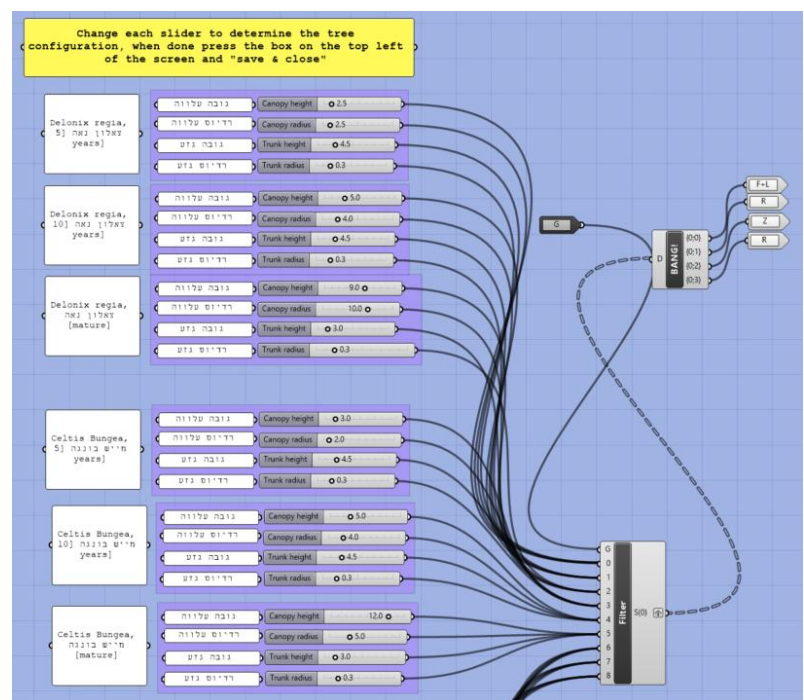 Change each slider to determine the tree
configuration, when done press the box on the top left
of the screen and "save & close"
Delonix regia,
צאלון נאה 5]
years]
גובה עלווה Canopy height 2.5
רדיוס עלווה Canopy radius 2.5
גובה גזע Trunk height 4.5
רדיוס גזע Trunk radius 0.3
Delonix regia,
צאלון נאה 10]
years]
גובה עלווה Canopy height 5.0
רדיוס עלווה Canopy radius 4.0
גובה גזע Trunk height 4.5
רדיוס גזע Trunk radius 0.3
Delonix regia,
צאלון נאה
[mature]
גובה עלווה Canopy height 9.0
רדיוס עלווה Canopy radius 10.0
גובה גזע Trunk height 3.0
רדיוס גזע Trunk radius 0.3
Celtis Bungea,
מייש בונגה 5]
years]
גובה עלווה Canopy height 3.0
רדיוס עלווה Canopy radius 2.0
גובה גזע Trunk height 4.5
רדיוס גזע Trunk radius 0.3
Celtis Bungea,
מייש בונגה 10]
years]
גובה עלווה Canopy height 5.0
רדיוס עלווה Canopy radius 4.0
גובה גזע Trunk height 4.5
רדיוס גזע Trunk radius 0.3
Celtis Bungea,
מייש בונגה
[mature]
גובה עלווה Canopy height 12.0
רדיוס עלווה Canopy radius 5.0
גובה גזע Trunk height 3.0
רדיוס גזע Trunk radius 0.3
G
D
BANG!
{0;0}
{0;1}
{0;2}
{0;3}
F+L
R
Z
R
G
0
1
2
3
4
5
6
7
8
Filter
S(0)